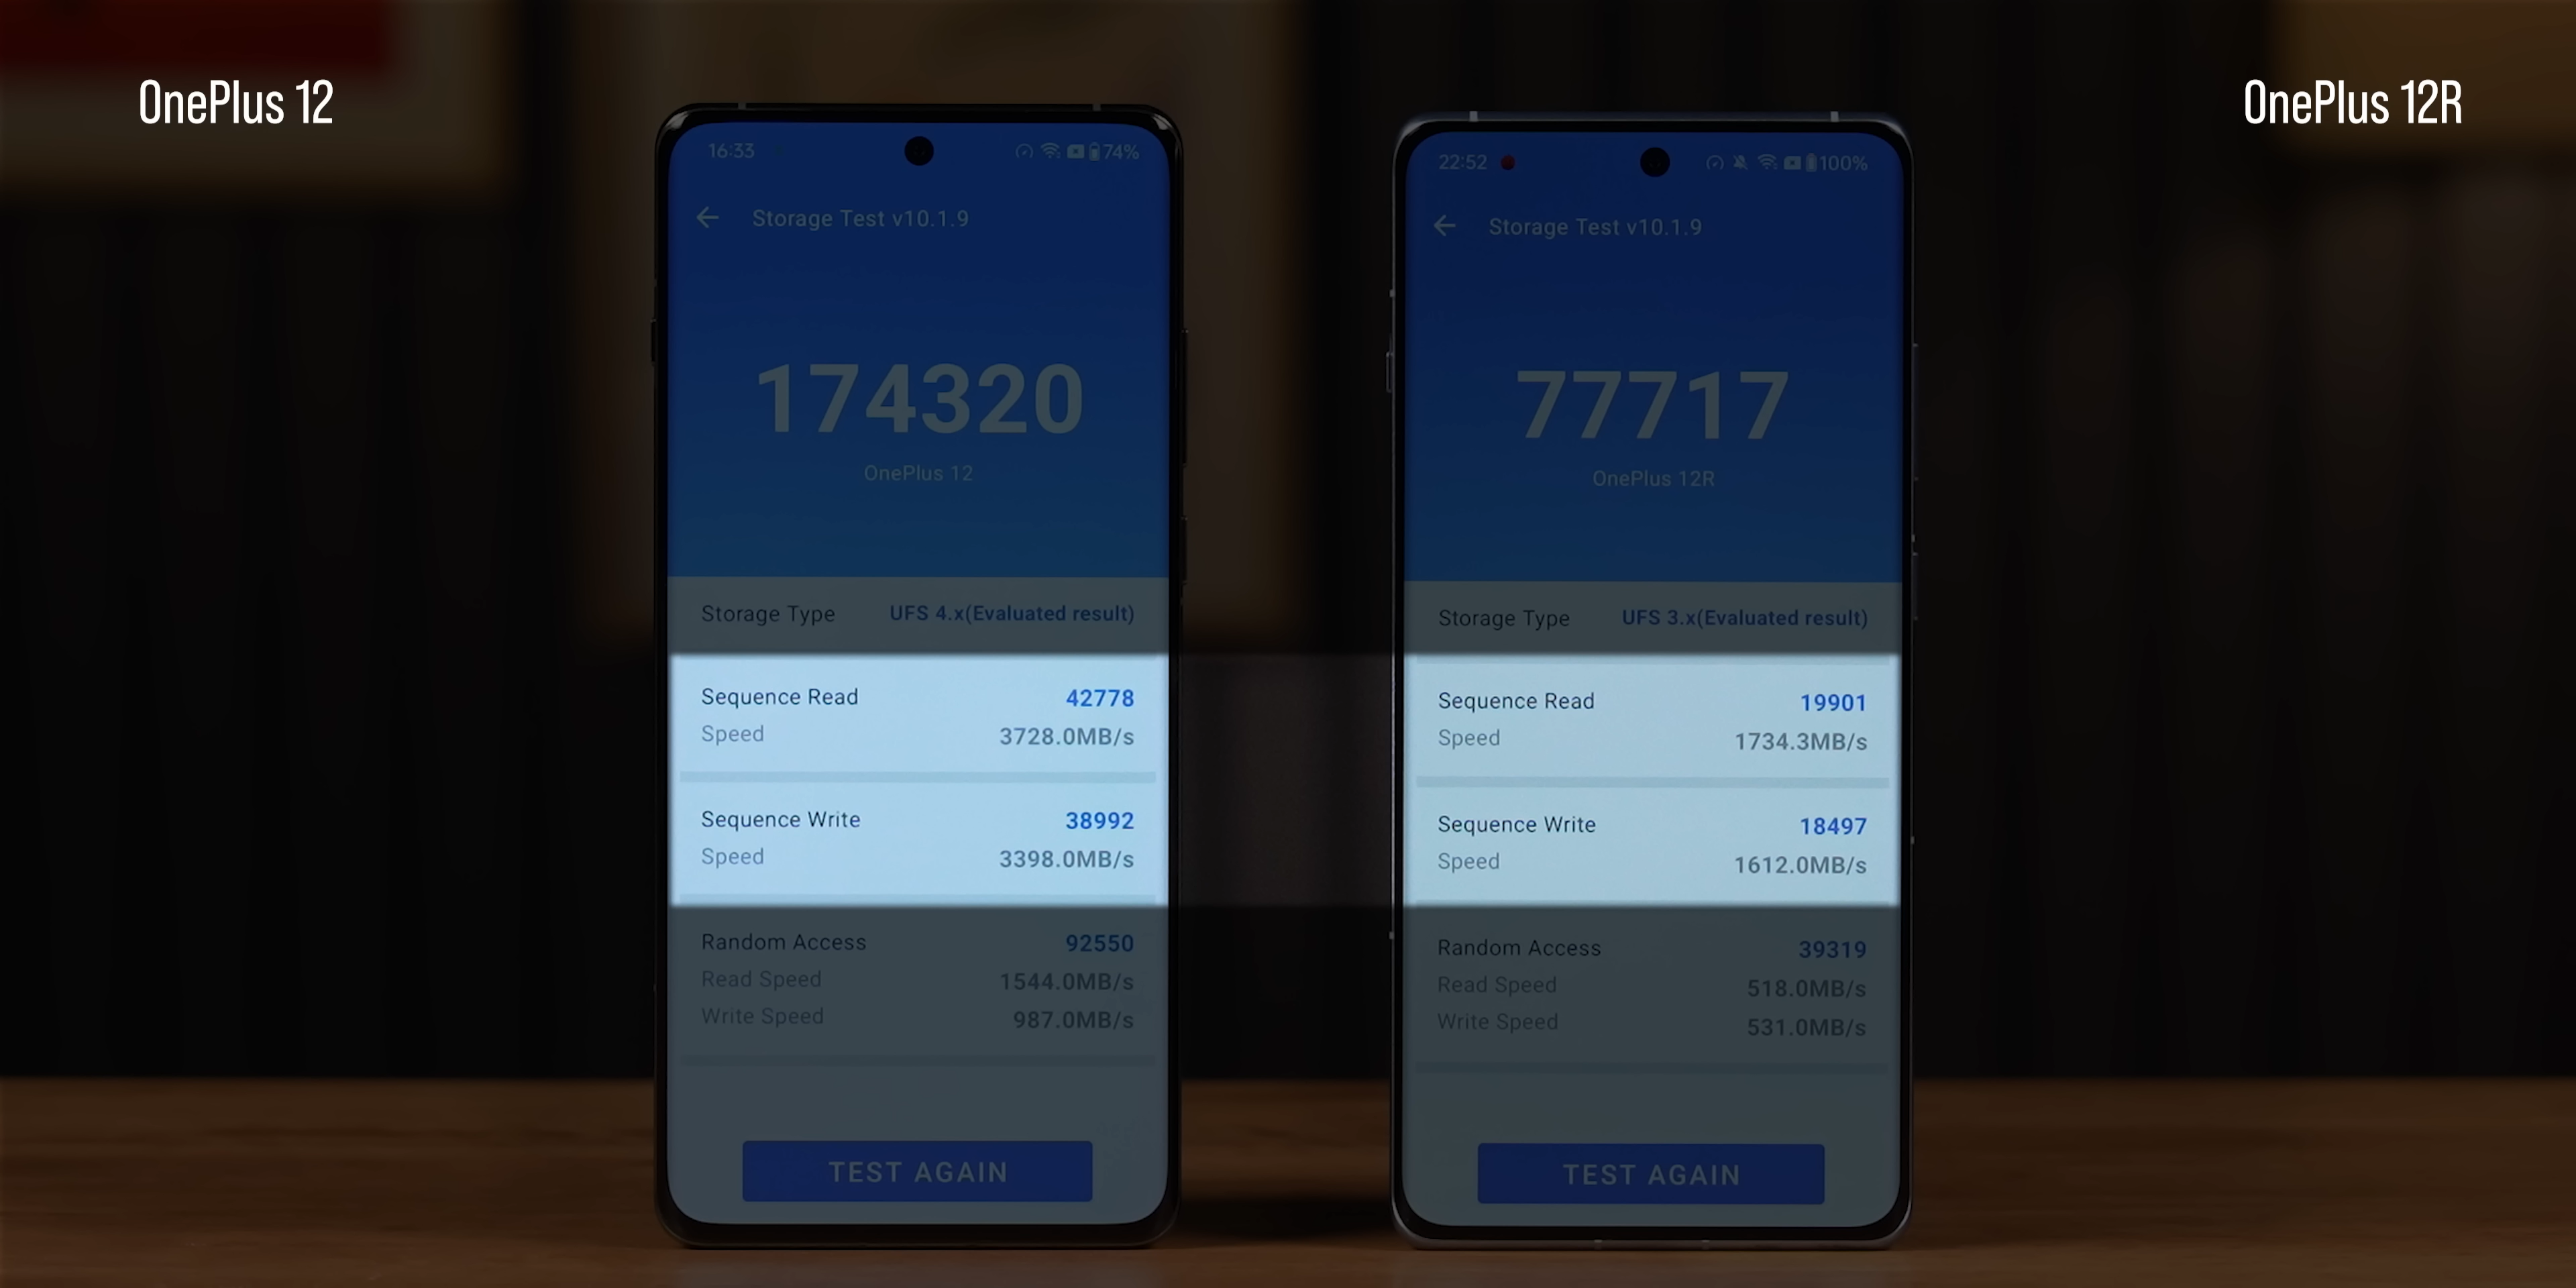 OnePlus 12
OnePlus 12R
16:33
74%
Storage Test v10.1.9
174320
OnePlus 12
Storage Type UFS 4.x(Evaluated result)
Sequence Read 42778
Speed 3728.0MB/s
Sequence Write 38992
Speed 3398.0MB/s
Random Access 92550
Read Speed 1544.0MB/s
Write Speed 987.0MB/s
TEST AGAIN
22:52
100%
Storage Test v10.1.9
77717
OnePlus 12R
Storage Type UFS 3.x(Evaluated result)
Sequence Read 19901
Speed 1734.3MB/s
Sequence Write 18497
Speed 1612.0MB/s
Random Access 39319
Read Speed 518.0MB/s
Write Speed 531.0MB/s
TEST AGAIN